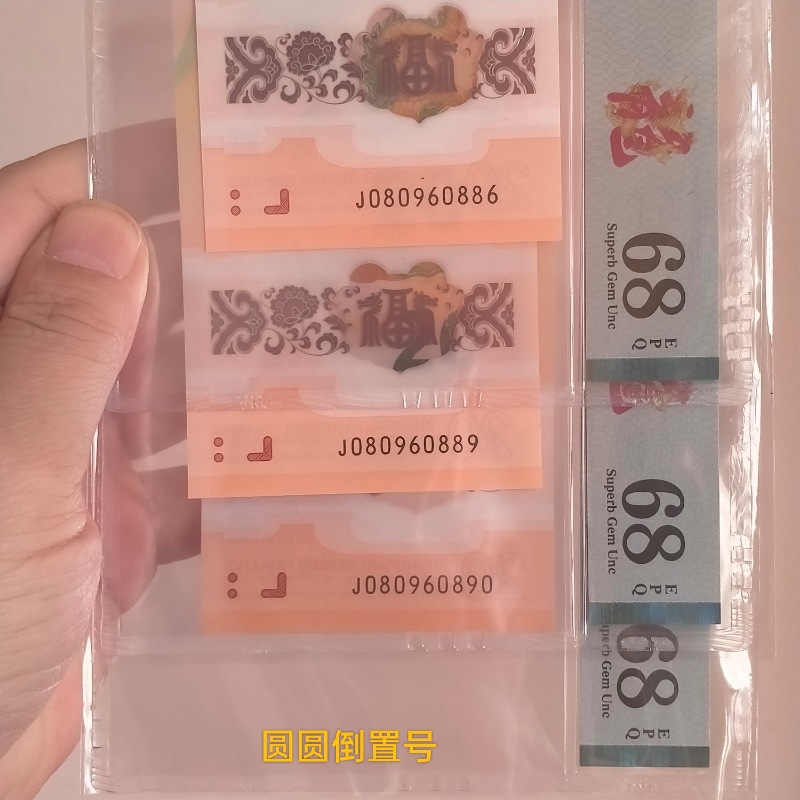 福
J080960886
68
Superb Gem Unc
EPQ
福
J080960889
68
Superb Gem Unc
EPQ
J080960890
68
Superb Gem Unc
EPQ
圆圆倒置号